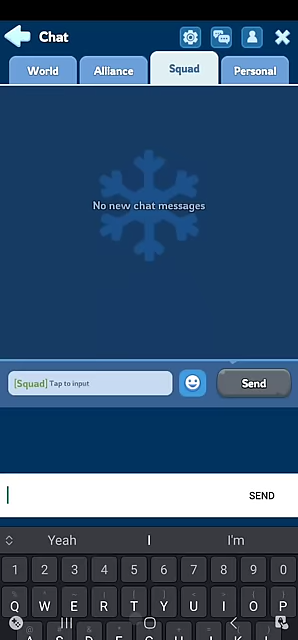 Chat
World
Alliance
Squad
Personal
No new chat messages
[Squad] Tap to input
Send
SEND
Yeah
I
I'm
1 2 3 4 5 6 7 8 9 0
Q W E R T Y U I O P